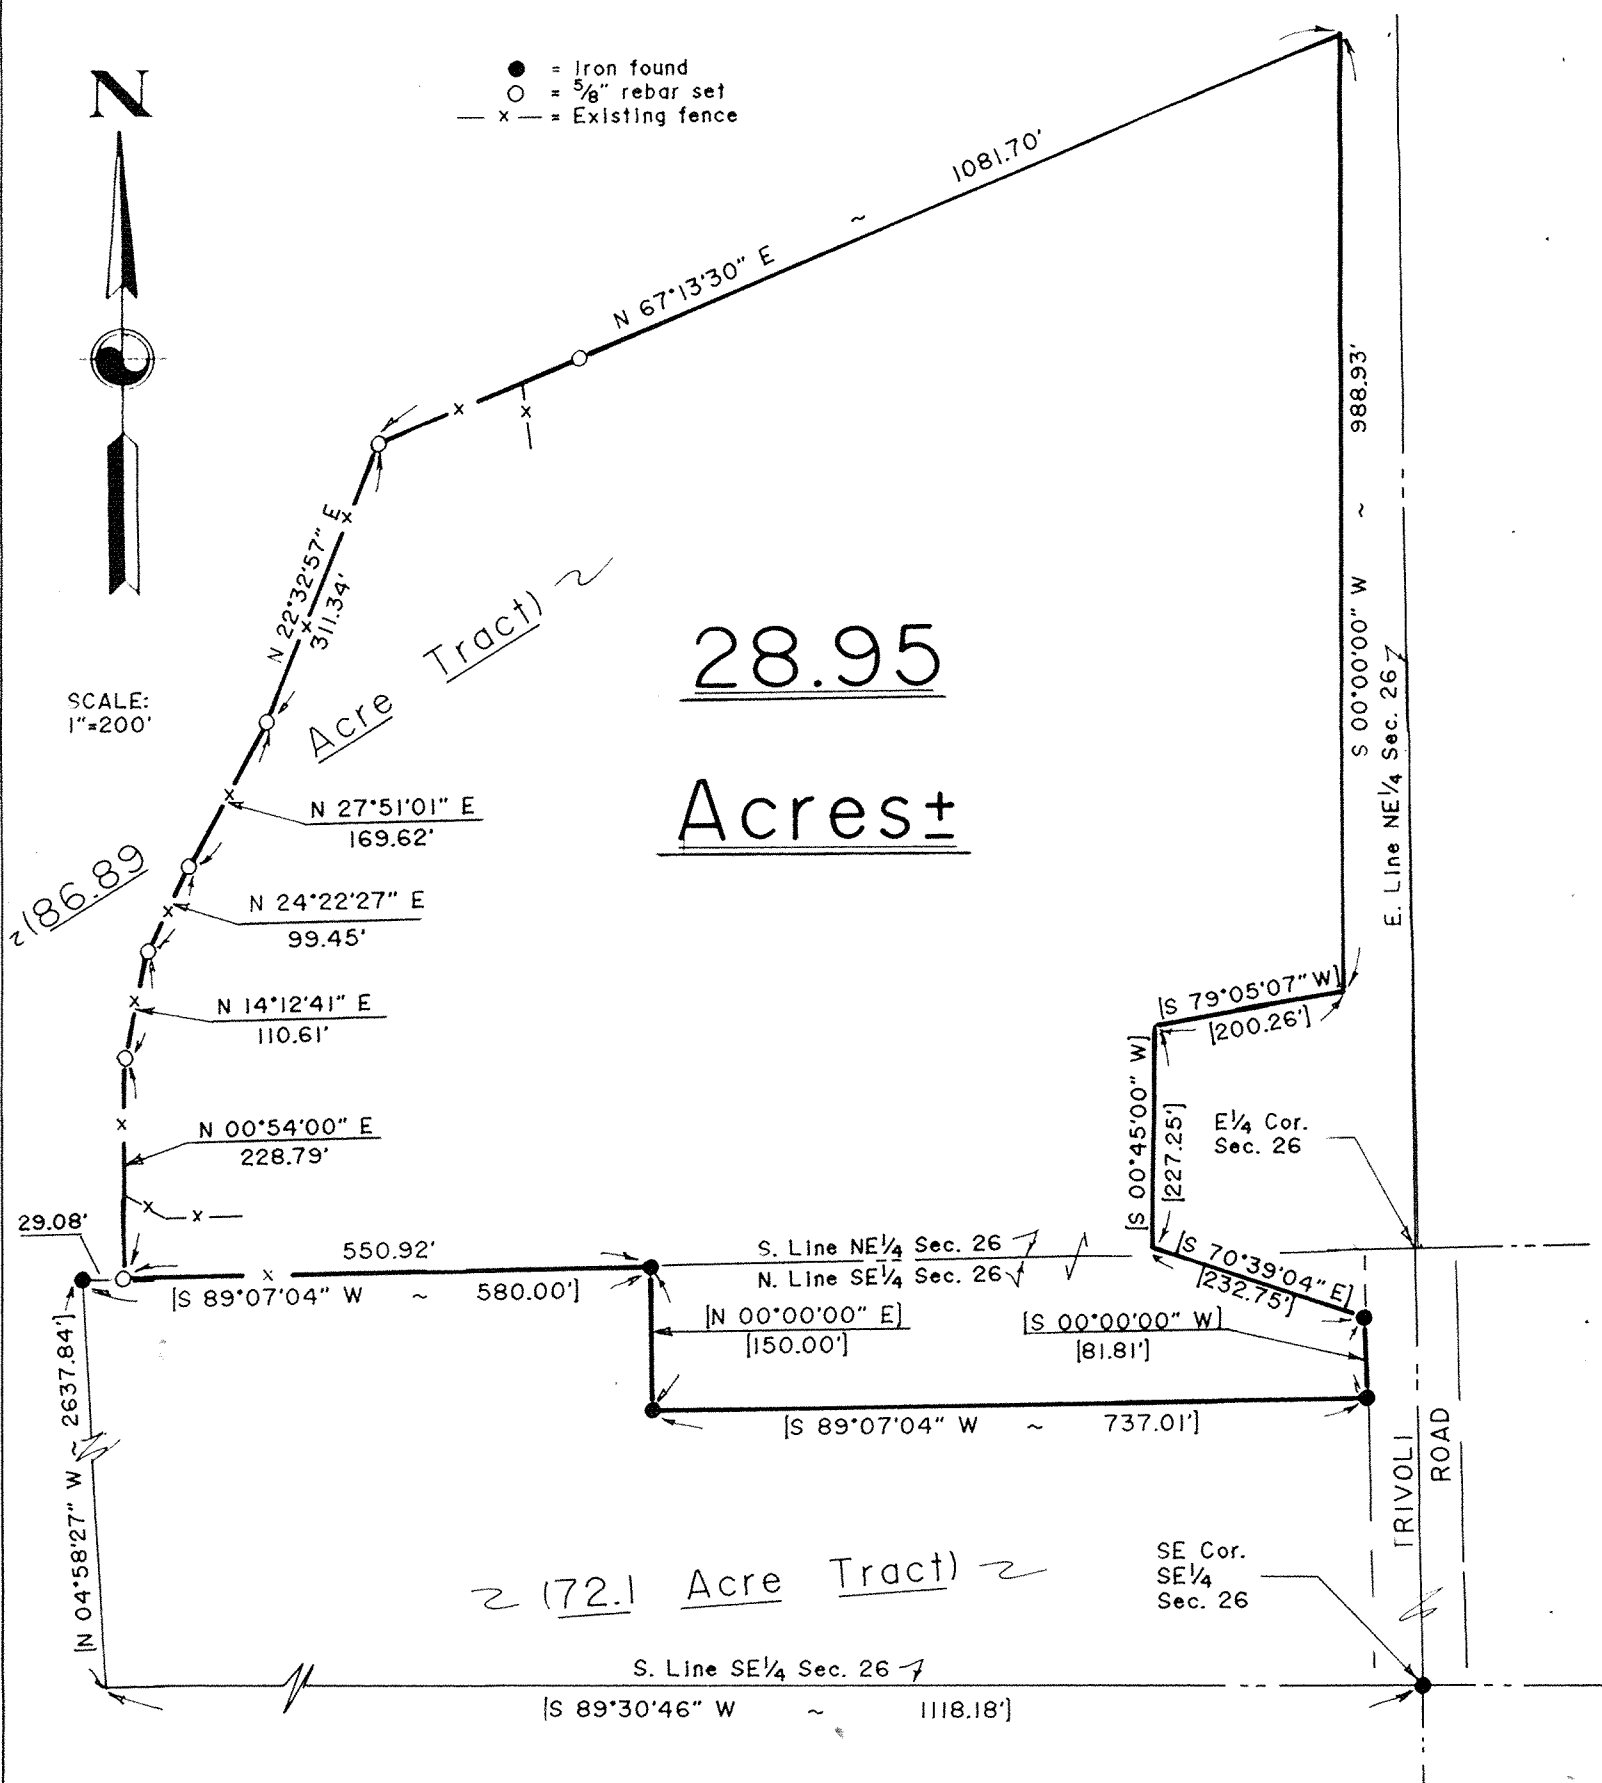 N
= Iron found
= 5/8" rebar set
— x — = Existing fence
1081.70'
~
N 67°13'30" E
988.93'
~
S 00°00'00" W
E. Line NE1/4 Sec. 26
N 22°32'57" E
311.34'
SCALE:
1"=200'
(86.89 Acre Tract)
28.95
Acres±
N 27°51'01" E
169.62'
N 24°22'27" E
99.45'
N 14°12'41" E
110.61'
N 00°54'00" E
228.79'
[S 79°05'07" W]
[200.26']
[S 00°45'00" W]
[227.25']
E1/4 Cor.
Sec. 26
29.08'
550.92'
[S 89°07'04" W ~ 580.00']
S. Line NE1/4 Sec. 26
N. Line SE1/4 Sec. 26
[S 70°39'04" E]
[232.75']
[N 00°00'00" E]
[150.00']
[S 00°00'00" W]
[81.81']
[S 89°07'04" W ~ 737.01']
[N 04°58'27" W ~ 2637.84']
TRIVOLI
ROAD
(72.1 Acre Tract)
SE Cor.
SE1/4
Sec. 26
S. Line SE1/4 Sec. 26
[S 89°30'46" W ~ 1118.18']